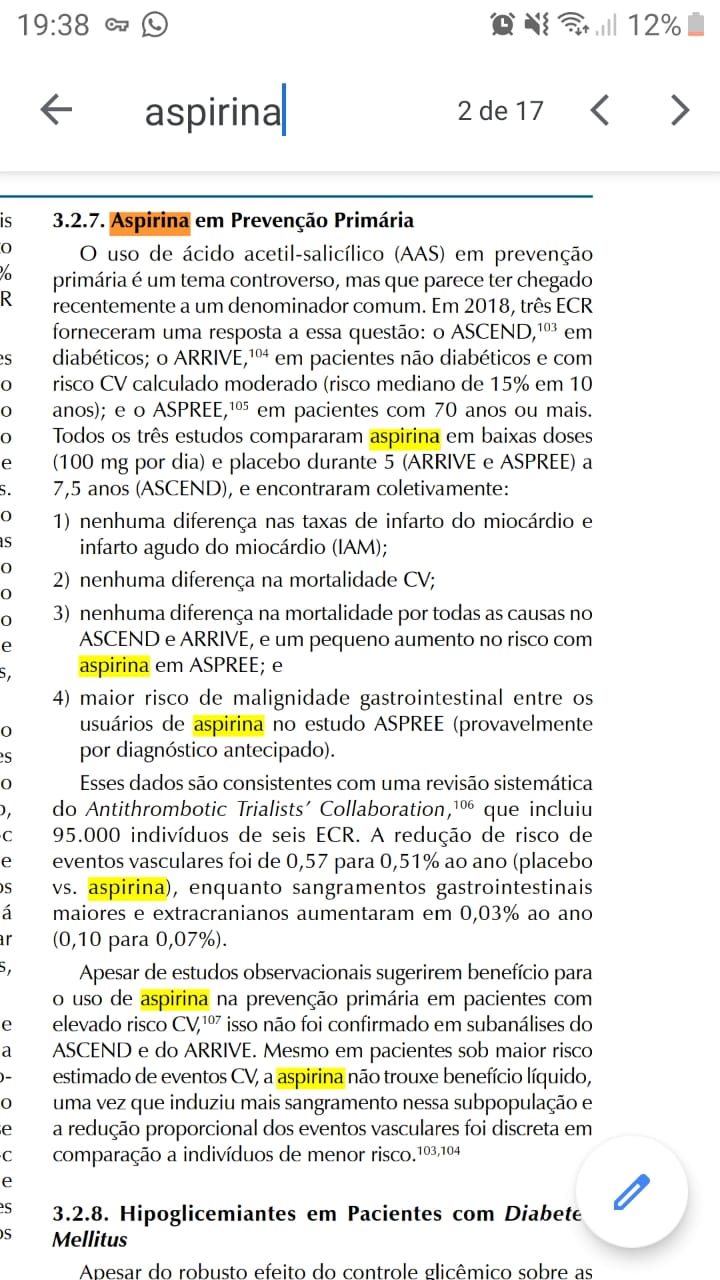 19:38 12%
aspirina 2 de 17
3.2.7. Aspirina em Prevenção Primária
O uso de ácido acetil-salicílico (AAS) em prevenção
primária é um tema controverso, mas que parece ter chegado
recentemente a um denominador comum. Em 2018, três ECR
forneceram uma resposta a essa questão: o ASCEND,103 em
diabéticos; o ARRIVE,104 em pacientes não diabéticos e com
risco CV calculado moderado (risco mediano de 15% em 10
anos); e o ASPREE,105 em pacientes com 70 anos ou mais.
Todos os três estudos compararam aspirina em baixas doses
(100 mg por dia) e placebo durante 5 (ARRIVE e ASPREE) a
7,5 anos (ASCEND), e encontraram coletivamente:
1) nenhuma diferença nas taxas de infarto do miocárdio e
infarto agudo do miocárdio (IAM);
2) nenhuma diferença na mortalidade CV;
3) nenhuma diferença na mortalidade por todas as causas no
ASCEND e ARRIVE, e um pequeno aumento no risco com
aspirina em ASPREE; e
4) maior risco de malignidade gastrointestinal entre os
usuários de aspirina no estudo ASPREE (provavelmente
por diagnóstico antecipado).
Esses dados são consistentes com uma revisão sistemática
do Antithrombotic Trialists’ Collaboration,106 que incluiu
95.000 indivíduos de seis ECR. A redução de risco de
eventos vasculares foi de 0,57 para 0,51% ao ano (placebo
vs. aspirina), enquanto sangramentos gastrointestinais
maiores e extracranianos aumentaram em 0,03% ao ano
(0,10 para 0,07%).
Apesar de estudos observacionais sugerirem benefício para
o uso de aspirina na prevenção primária em pacientes com
elevado risco CV,107 isso não foi confirmado em subanálises do
ASCEND e do ARRIVE. Mesmo em pacientes sob maior risco
estimado de eventos CV, a aspirina não trouxe benefício líquido,
uma vez que induziu mais sangramento nessa subpopulação e
a redução proporcional dos eventos vasculares foi discreta em
comparação a indivíduos de menor risco.103,104
3.2.8. Hipoglicemiantes em Pacientes com Diabete
Mellitus
Apesar do robusto efeito do controle glicêmico sobre as